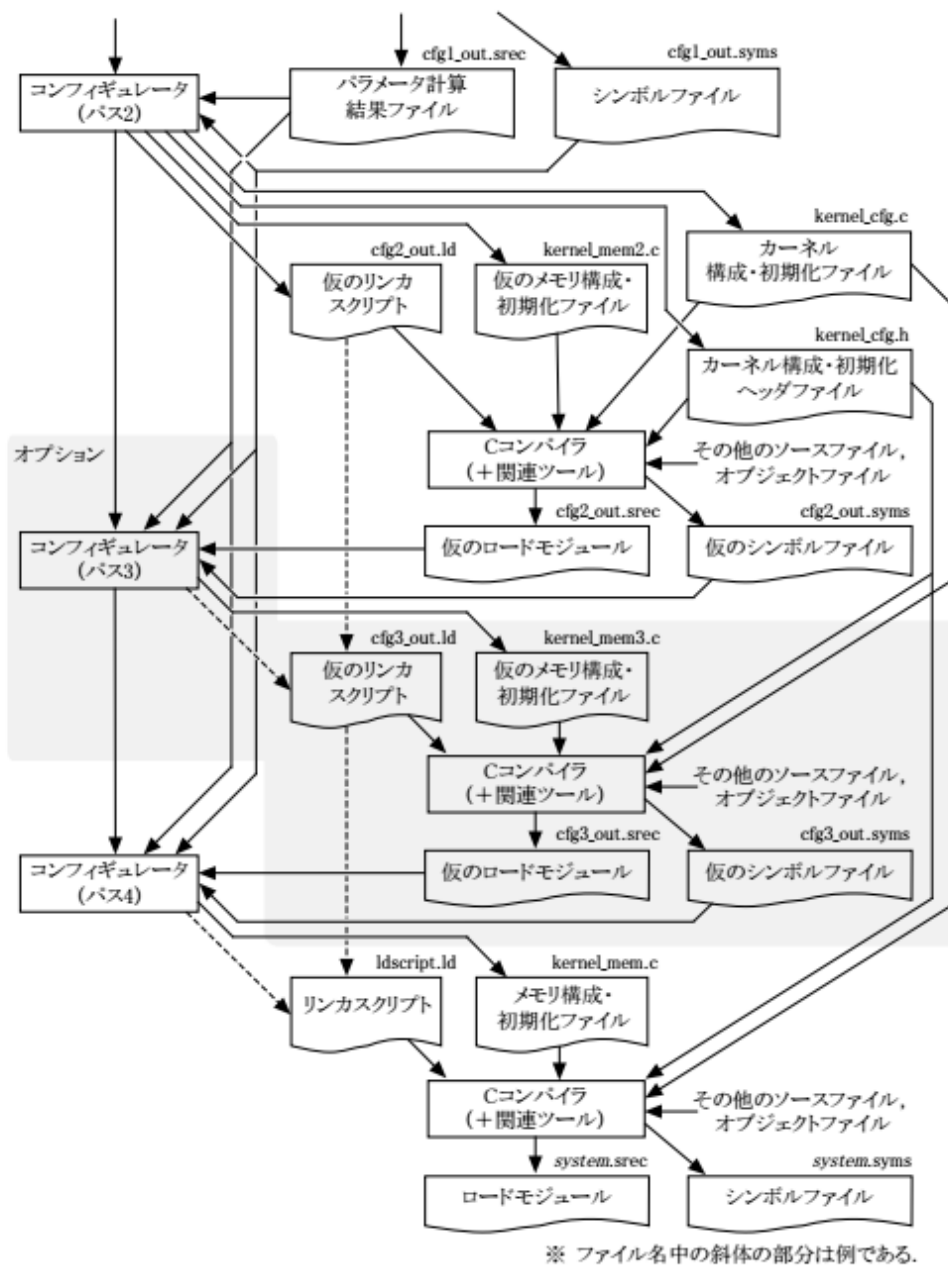 cfg1_out.srec
cfg1_out.syms
コンフィギュレータ
(パス2)
パラメータ計算
結果ファイル
シンボルファイル
kernel_cfg.c
カーネル
構成・初期化ファイル
cfg2_out.ld
kernel_mem2.c
仮のリンカ
スクリプト
仮のメモリ構成・
初期化ファイル
kernel_cfg.h
カーネル構成・初期化
ヘッダファイル
オプション
Cコンパイラ
(+関連ツール)
その他のソースファイル,
オブジェクトファイル
cfg2_out.srec
cfg2_out.syms
コンフィギュレータ
(パス3)
仮のロードモジュール
仮のシンボルファイル
cfg3_out.ld
kernel_mem3.c
仮のリンカ
スクリプト
仮のメモリ構成・
初期化ファイル
Cコンパイラ
(+関連ツール)
その他のソースファイル,
オブジェクトファイル
cfg3_out.srec
cfg3_out.syms
コンフィギュレータ
(パス4)
仮のロードモジュール
仮のシンボルファイル
ldscript.ld
kernel_mem.c
リンカスクリプト
メモリ構成・
初期化ファイル
Cコンパイラ
(+関連ツール)
その他のソースファイル,
オブジェクトファイル
system.srec
system.syms
ロードモジュール
シンボルファイル
※ ファイル名中の斜体の部分は例である.